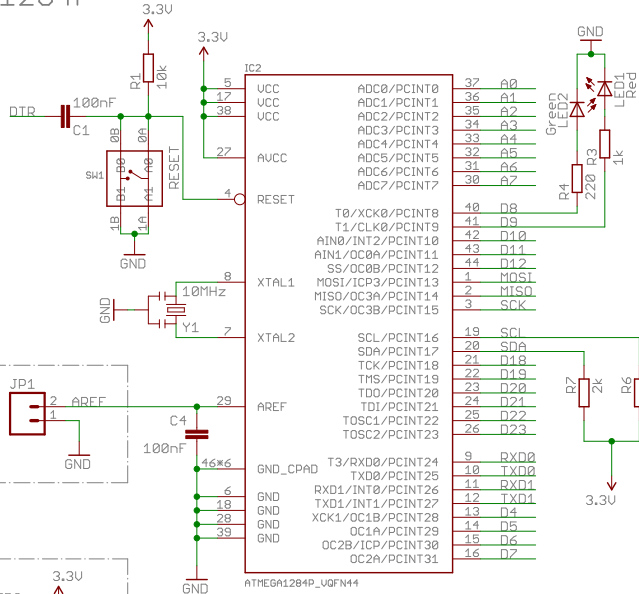 3.3V
GND
3.3V
IC2
R1
10k
DTR
100nF
C1
0B
0A
B0
A0
B1
A1
SW1
RESET
1B
1A
GND
5 VCC
17 VCC
38 VCC
27 AVCC
4 RESET
8 XTAL1
10MHz
GND
Y1
7 XTAL2
JP1
2 AREF
1
GND
29 AREF
C4
100nF
46*6 GND_CPAD
6 GND
18 GND
28 GND
39 GND
GND
3.3V
ATMEGA1284P_VQFN44
ADC0/PCINT0 37 A0
ADC1/PCINT1 36 A1
ADC2/PCINT2 35 A2
ADC3/PCINT3 34 A3
ADC4/PCINT4 33 A4
ADC5/PCINT5 32 A5
ADC6/PCINT6 31 A6
ADC7/PCINT7 30 A7
T0/XCK0/PCINT8 40 D8
T1/CLK0/PCINT9 41 D9
AIN0/INT2/PCINT10 42 D10
AIN1/OC0A/PCINT11 43 D11
SS/OC0B/PCINT12 44 D12
MOSI/ICP3/PCINT13 1 MOSI
MISO/OC3A/PCINT14 2 MISO
SCK/OC3B/PCINT15 3 SCK
SCL/PCINT16 19 SCL
SDA/PCINT17 20 SDA
TCK/PCINT18 21 D18
TMS/PCINT19 22 D19
TDO/PCINT20 23 D20
TDI/PCINT21 24 D21
TOSC1/PCINT22 25 D22
TOSC2/PCINT23 26 D23
T3/RXD0/PCINT24 9 RXD0
TXD0/PCINT25 10 TXD0
RXD1/INT0/PCINT26 11 RXD1
TXD1/INT1/PCINT27 12 TXD1
XCK1/OC1B/PCINT28 13 D4
OC1A/PCINT29 14 D5
OC2B/ICP/PCINT30 15 D6
OC2A/PCINT31 16 D7
Green
LED2
LED1
Red
R3
1k
R4
220
R7
2k
R6
3.3V